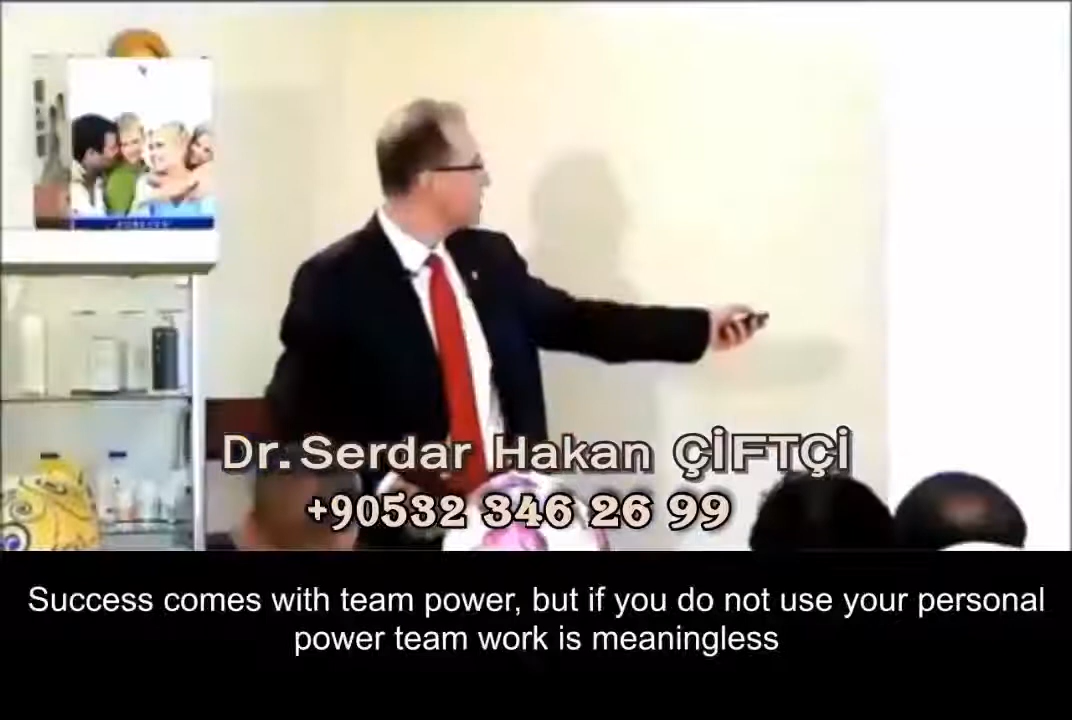 Dr. Serdar Hakan ÇİFTÇİ
+90532 346 26 99
Success comes with team power, but if you do not use your personal
power team work is meaningless